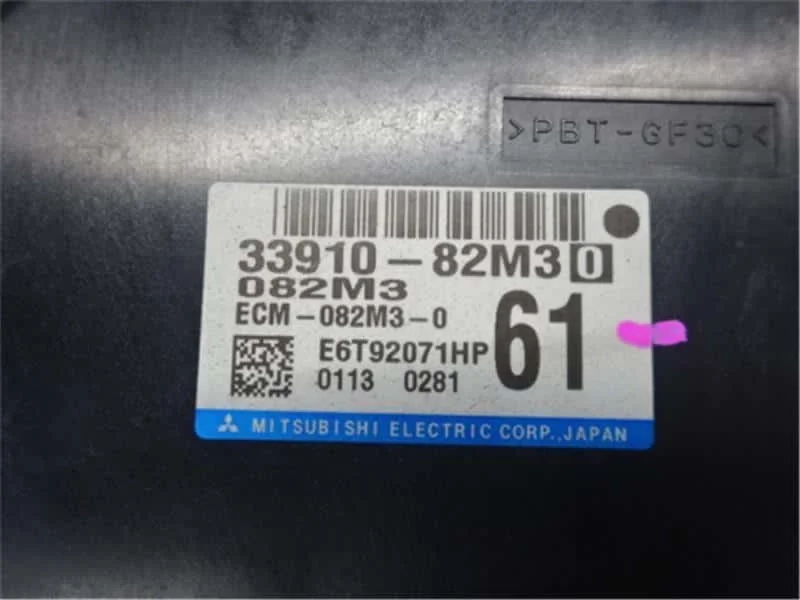 >PBT-GF30<
33910-82M30
082M3
ECM-082M3-0
61
E6T92071HP
0113 0281
MITSUBISHI ELECTRIC CORP.,JAPAN